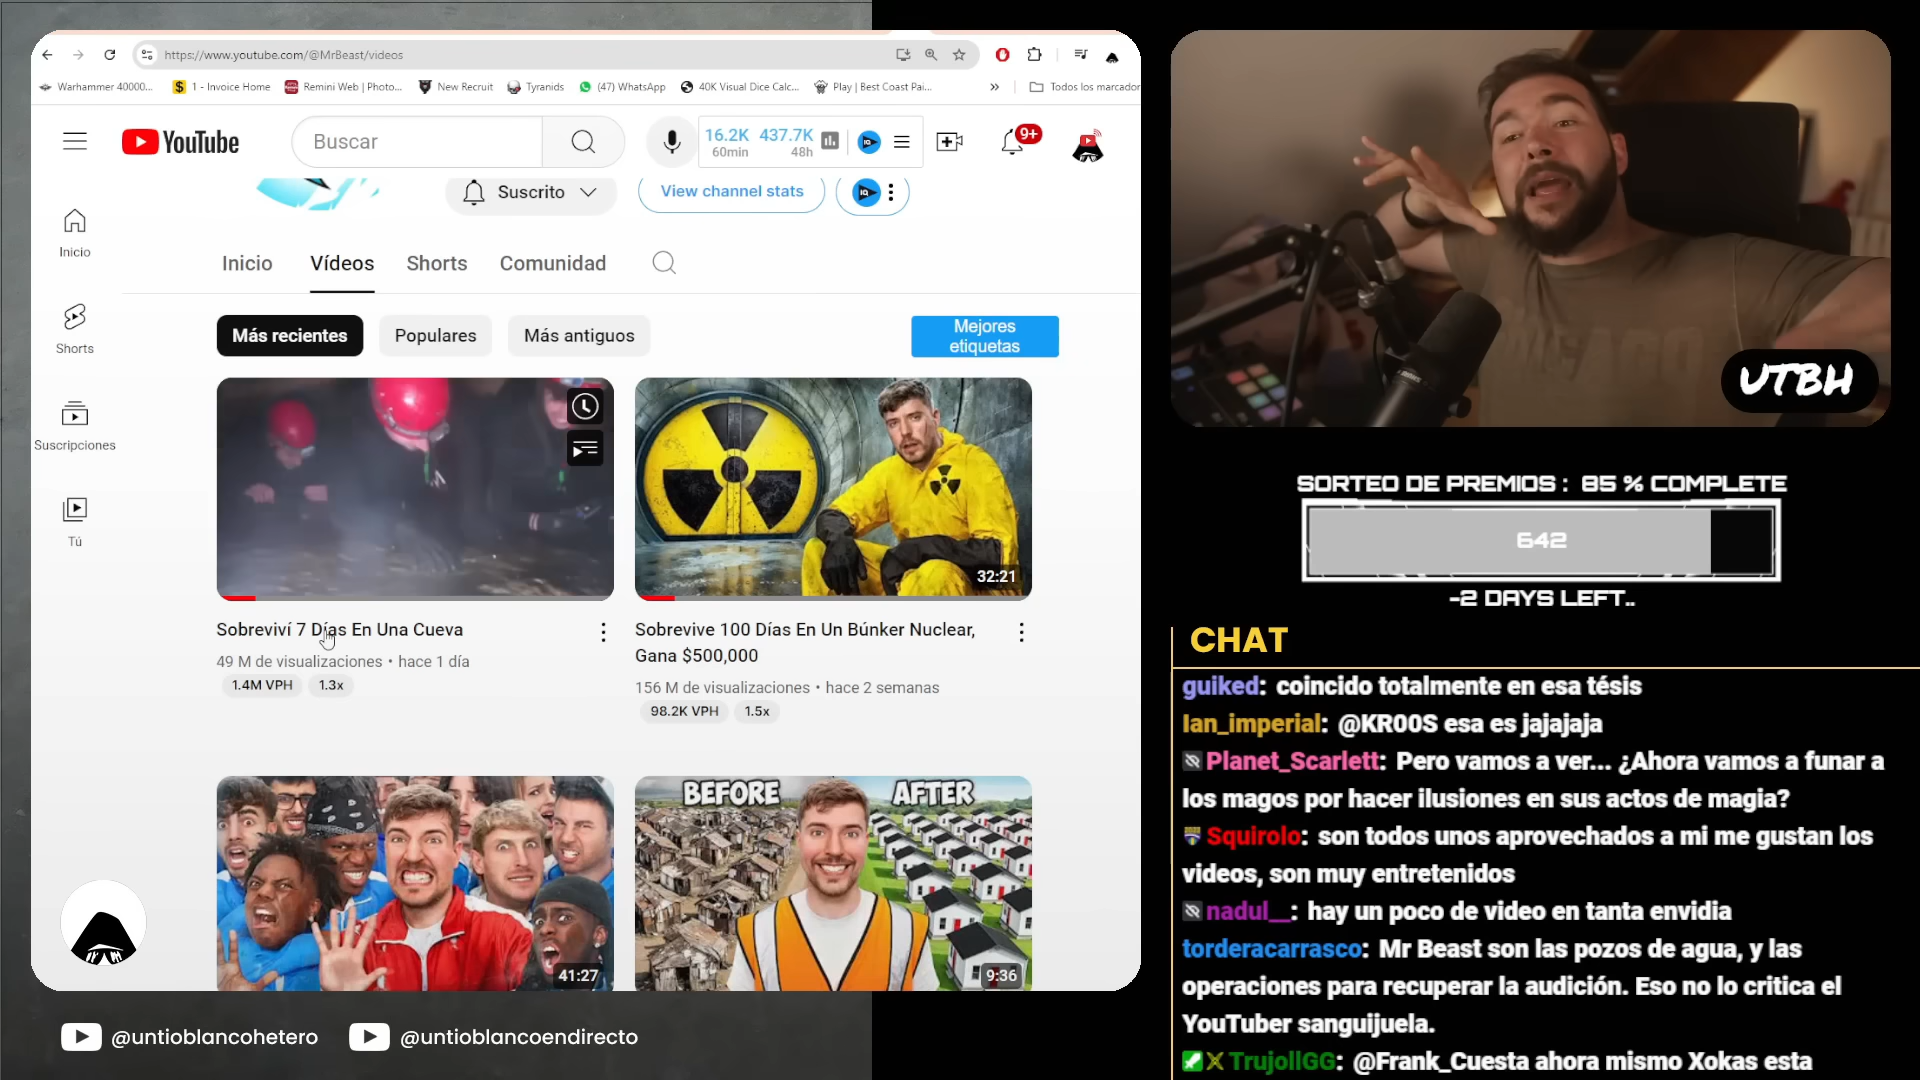 https://www.youtube.com/@MrBeast/videos
Warhammer 40000...
$ 1 - Invoice Home
Remini Web | Photo...
New Recruit
Tyranids
(47) WhatsApp
40K Visual Dice Calc...
Play | Best Coast Pai...
»
Todos los marcador
YouTube
Buscar
16.2K 437.7K
60min 48h
IQ
9+
Suscrito
View channel stats
IQ
Inicio
Shorts
Suscripciones
Tú
Inicio Vídeos Shorts Comunidad
Más recientes Populares Más antiguos
Mejores
etiquetas
32:21
Sobreviví 7 Días En Una Cueva
49 M de visualizaciones • hace 1 día
1.4M VPH 1.3x
Sobrevive 100 Días En Un Búnker Nuclear,
Gana $500,000
156 M de visualizaciones • hace 2 semanas
98.2K VPH 1.5x
41:27
BEFORE AFTER
9:36
@untioblancohetero @untioblancoendirecto
UTBH
SORTEO DE PREMIOS : 85 % COMPLETE
642
-2 DAYS LEFT..
CHAT
guiked: coincido totalmente en esa tésis
Ian_imperial: @KR00S esa es jajajaja
Planet_Scarlett: Pero vamos a ver... ¿Ahora vamos a funar a
los magos por hacer ilusiones en sus actos de magia?
Squirolo: son todos unos aprovechados a mi me gustan los
videos, son muy entretenidos
nadul__: hay un poco de video en tanta envidia
torderacarrasco: Mr Beast son las pozos de agua, y las
operaciones para recuperar la audición. Eso no lo critica el
YouTuber sanguijuela.
TrujollGG: @Frank_Cuesta ahora mismo Xokas esta